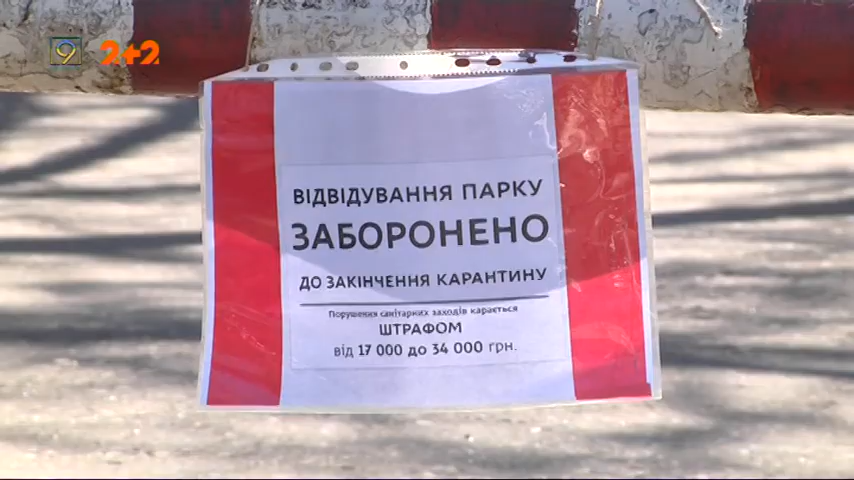 9 2+2
ВІДВІДУВАННЯ ПАРКУ
ЗАБОРОНЕНО
ДО ЗАКІНЧЕННЯ КАРАНТИНУ
Порушення санітарних заходів карається
ШТРАФОМ
від 17 000 до 34 000 грн.